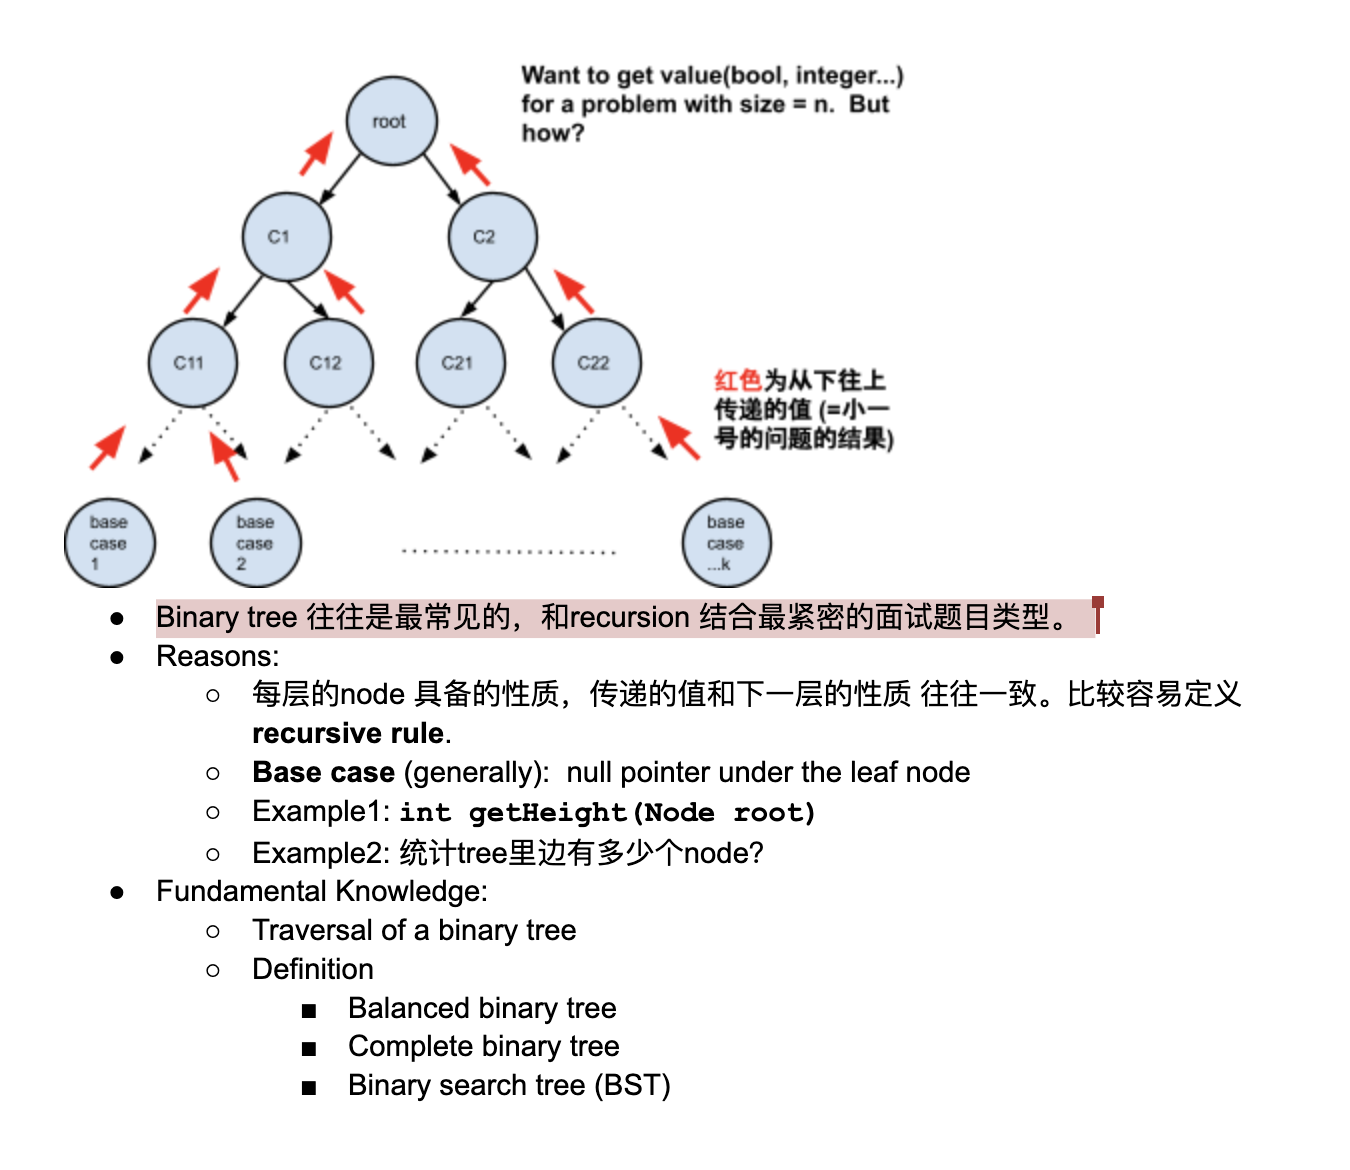 Want to get value(bool, integer...)
for a problem with size = n. But
how?
root
C1
C2
C11
C12
C21
C22
红色为从下往上
传递的值 (=小一
号的问题的结果)
base
case
1
base
case
2
base
case
...k
● Binary tree 往往是最常见的，和recursion 结合最紧密的面试题目类型。
● Reasons:
○ 每层的node 具备的性质，传递的值和下一层的性质 往往一致。比较容易定义
recursive rule.
○ Base case (generally): null pointer under the leaf node
○ Example1: int getHeight(Node root)
○ Example2: 统计tree里边有多少个node?
● Fundamental Knowledge:
○ Traversal of a binary tree
○ Definition
■ Balanced binary tree
■ Complete binary tree
■ Binary search tree (BST)